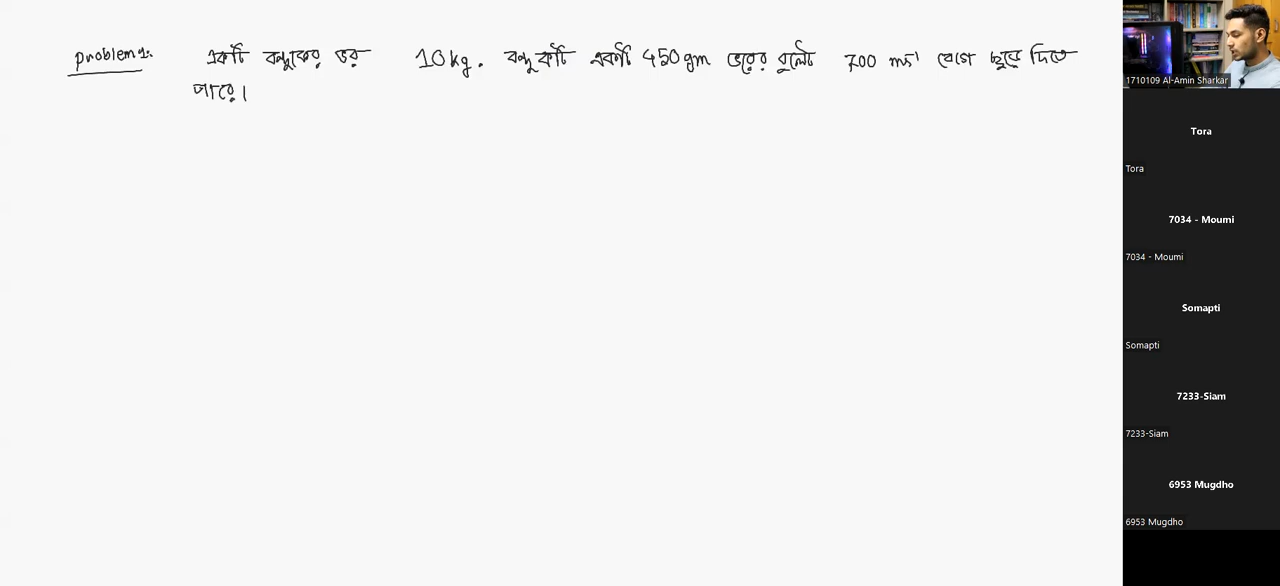 problem 1: একটি বন্দুকের ভর 10 kg. বন্দুকটি একটি 450 gm ভরের বুলেট 700 ms⁻¹ বেগে ছুড়ে দিতে
পারে।
1710109 Al-Amin Sharkar
Tora
Tora
7034 - Moumi
7034 - Moumi
Somapti
Somapti
7233-Siam
7233-Siam
6953 Mugdho
6953 Mugdho